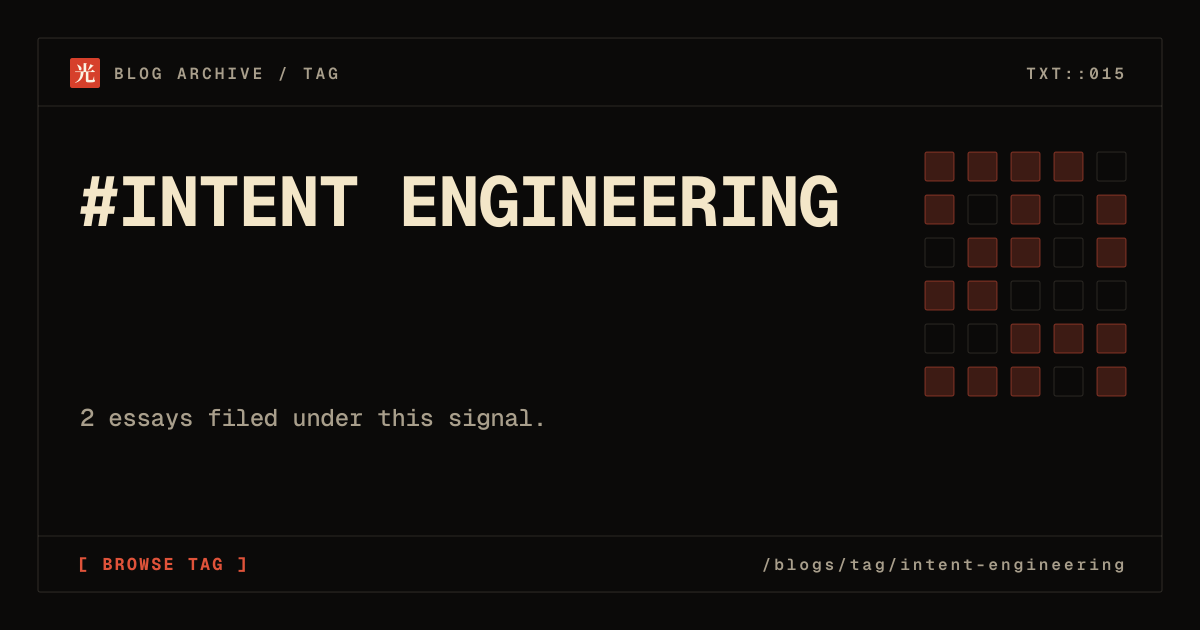 光 BLOG ARCHIVE / TAG
TXT::015
#INTENT ENGINEERING
2 essays filed under this signal.
[ BROWSE TAG ]
/blogs/tag/intent-engineering